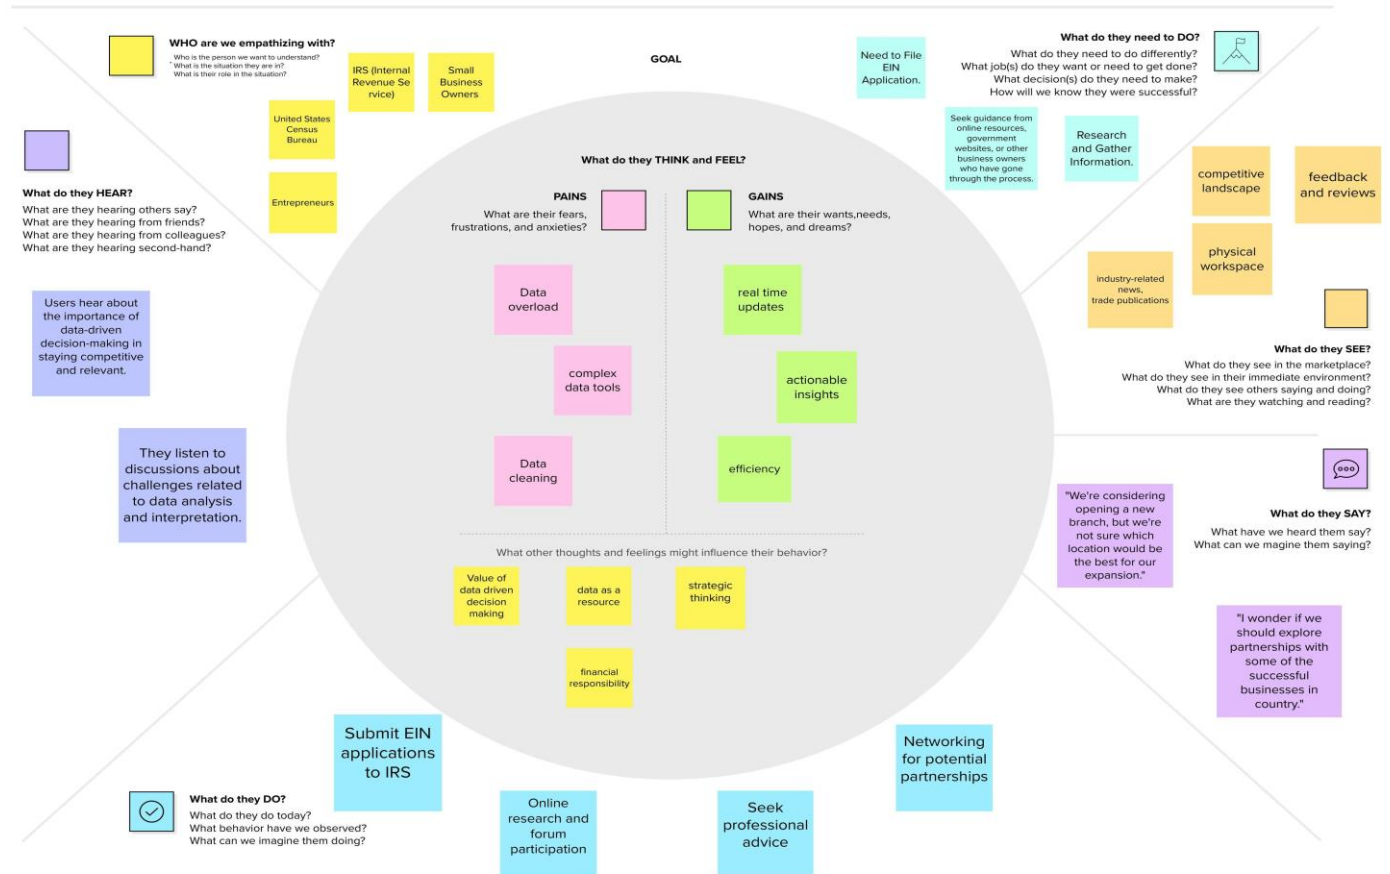 WHO are we empathizing with?
Who is the person we want to understand?
What is the situation they are in?
What is their role in the situation?
IRS (Internal
Revenue Se
rvice)
Small
Business
Owners
United States
Census
Bureau
Entrepreneurs
GOAL
What do they need to DO?
What do they need to do differently?
What job(s) do they want or need to get done?
What decision(s) do they need to make?
How will we know they were successful?
Need to File
EIN
Application.
Seek guidance from
online resources,
government
websites, or other
business owners
who have gone
through the process.
Research
and Gather
Information.
What do they HEAR?
What are they hearing others say?
What are they hearing from friends?
What are they hearing from colleagues?
What are they hearing second-hand?
Users hear about
the importance of
data-driven
decision-making in
staying competitive
and relevant.
They listen to
discussions about
challenges related
to data analysis
and interpretation.
What do they THINK and FEEL?
PAINS
What are their fears,
frustrations, and anxieties?
GAINS
What are their wants,needs,
hopes, and dreams?
Data
overload
complex
data tools
Data
cleaning
real time
updates
actionable
insights
efficiency
What other thoughts and feelings might influence their behavior?
Value of
data driven
decision
making
data as a
resource
strategic
thinking
financial
responsibility
competitive
landscape
feedback
and reviews
physical
workspace
industry-related
news,
trade publications
What do they SEE?
What do they see in the marketplace?
What do they see in their immediate environment?
What do they see others saying and doing?
What are they watching and reading?
What do they SAY?
What have we heard them say?
What can we magine them saying?
"We're considering
opening a new
branch, but we're
not sure which
location would be
the best for our
expansion."
"I wonder if we
should explore
partnerships with
some of the
successful
businesses in
country."
What do they DO?
What do they do today?
What behavior have we observed?
What can we imagine them doing?
Submit EIN
applications
to IRS
Online
research and
forum
participation
Seek
professional
advice
Networking
for potential
partnerships